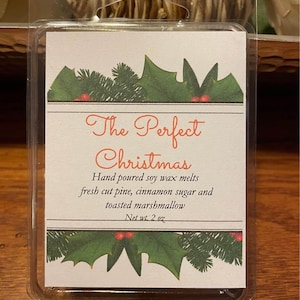 The Perfect
Christmas
Hand poured soy wax melts
fresh cut pine, cinnamon sugar and
toasted marshmallow
Net wt. 2 oz